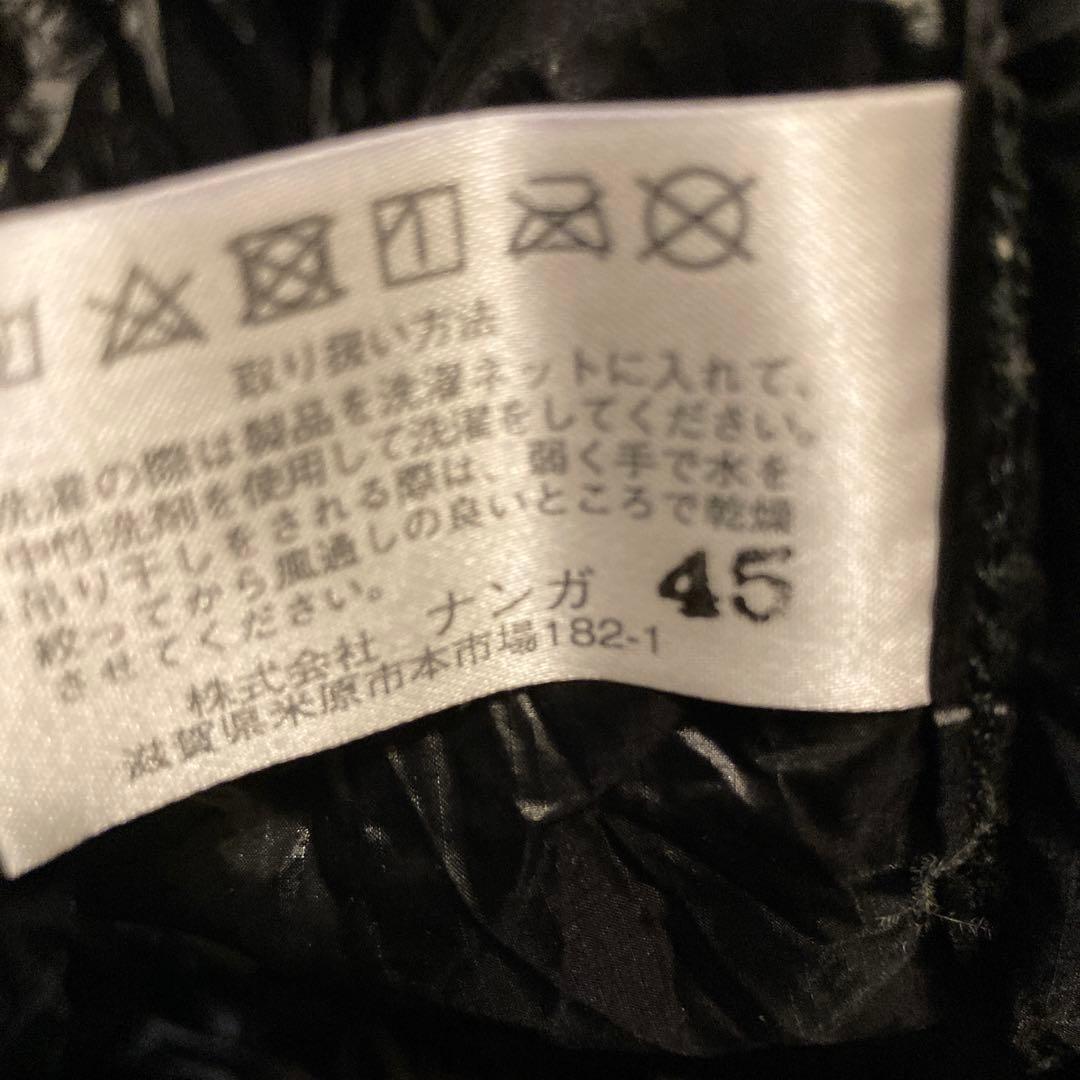 取り扱い方法
洗濯の際は製品を洗濯ネットに入れて、
中性洗剤を使用して洗濯をしてください。
吊り干しをされる際は、弱く手で水を
絞ってから風通しの良いところで乾燥
させてください。
株式会社 ナンガ
滋賀県米原市本市場182-1
45